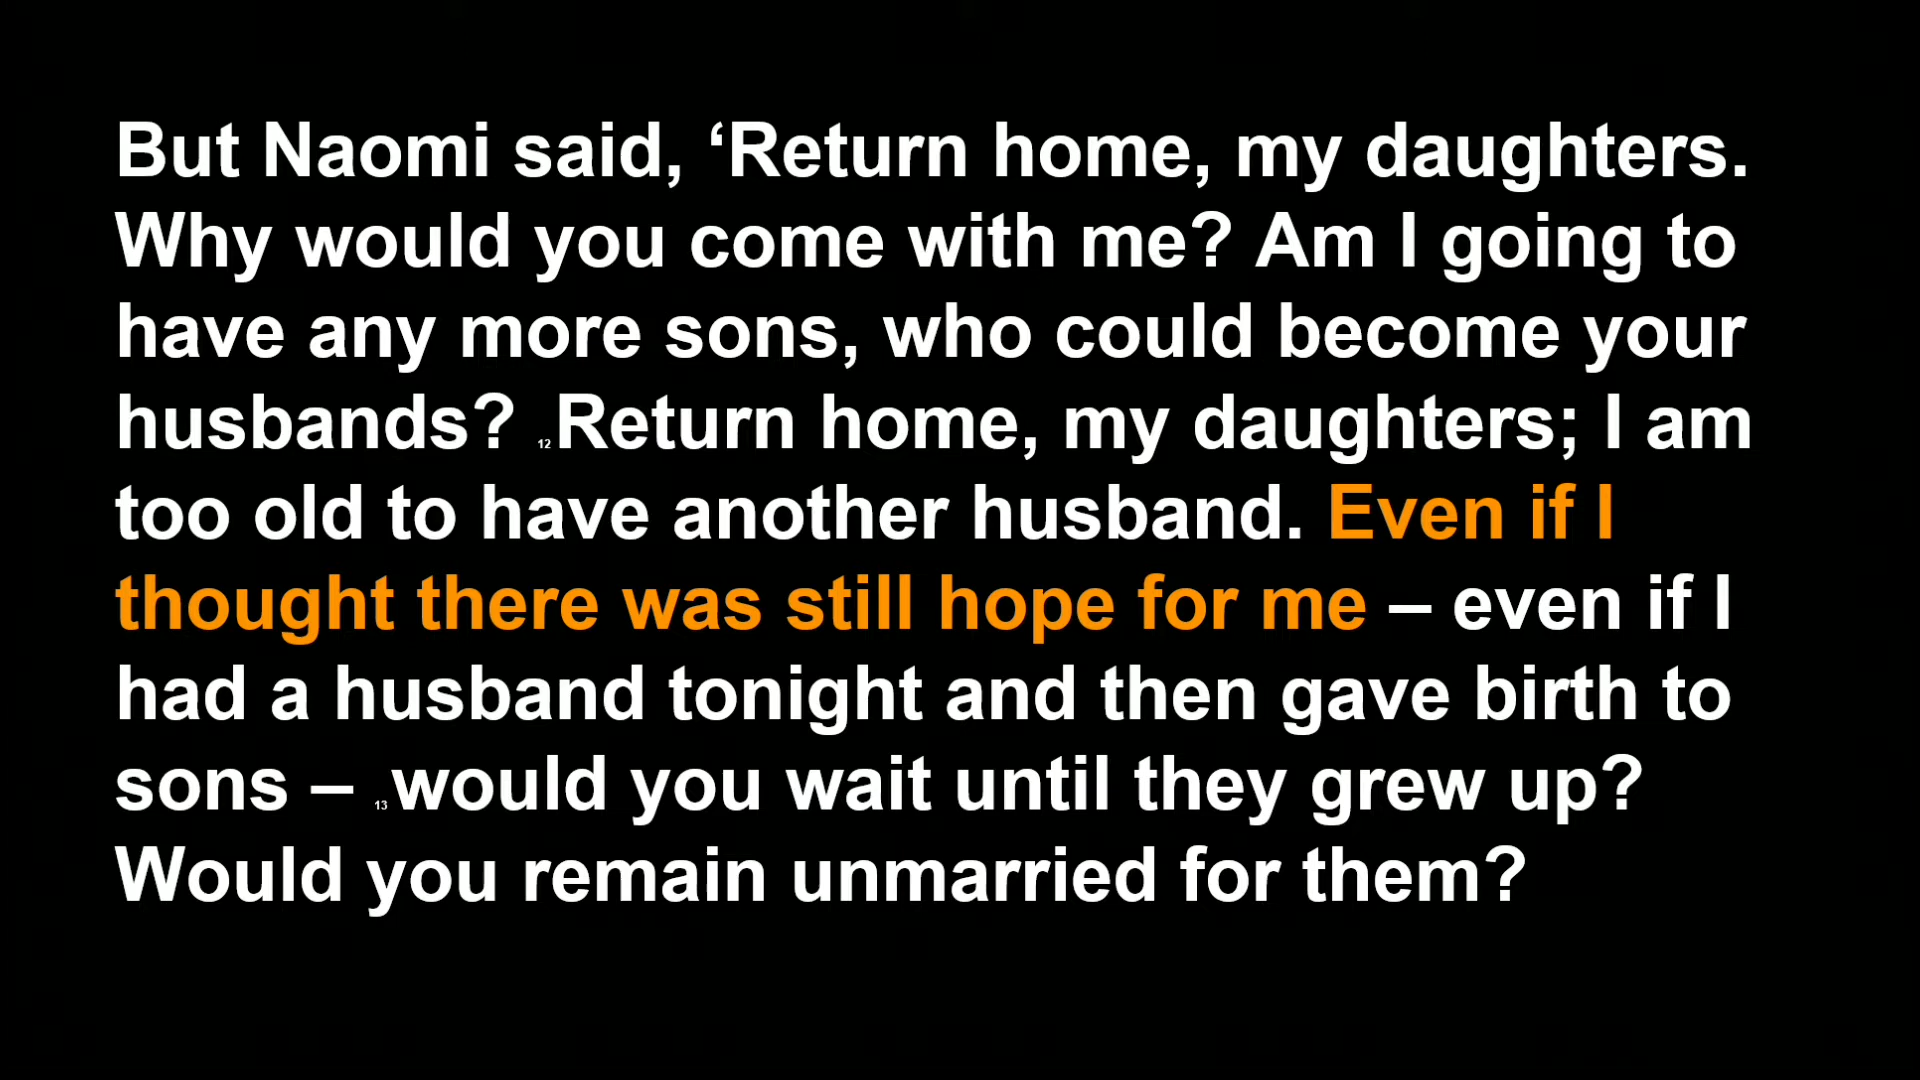 But Naomi said, ‘Return home, my daughters.
Why would you come with me? Am I going to
have any more sons, who could become your
husbands? 12Return home, my daughters; I am
too old to have another husband. Even if I
thought there was still hope for me – even if I
had a husband tonight and then gave birth to
sons – 13would you wait until they grew up?
Would you remain unmarried for them?